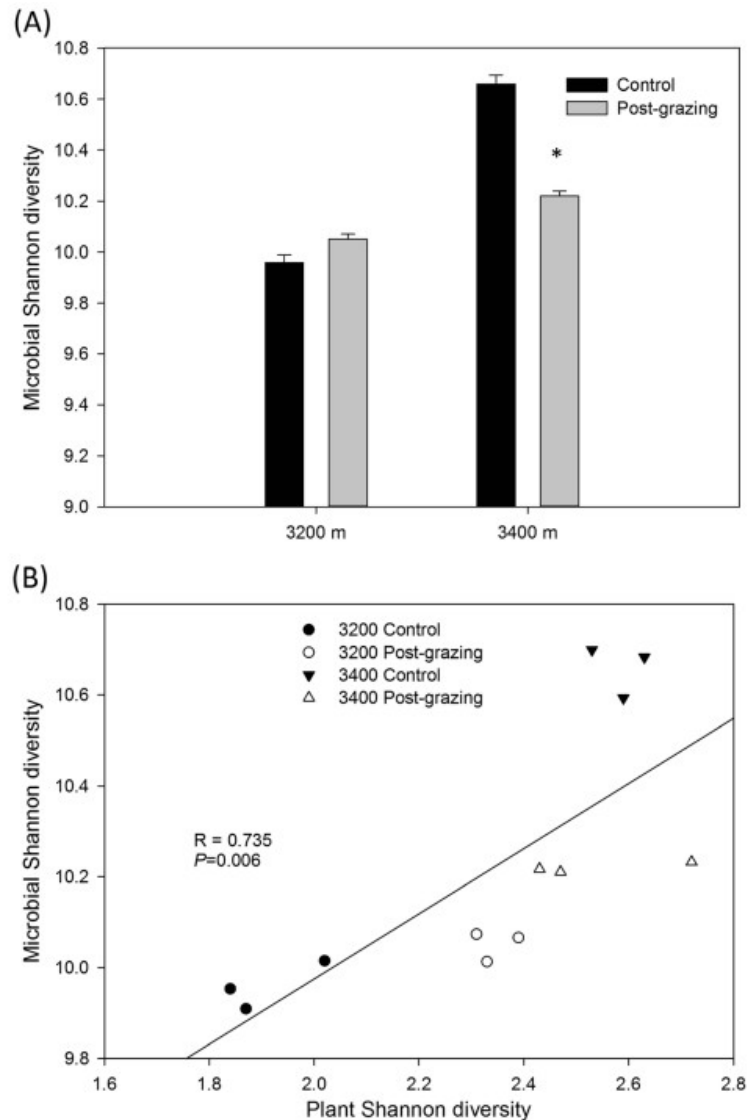 (A)
10.8
10.6
10.4
10.2
10.0
9.8
9.6
9.4
9.2
9.0
Microbial Shannon diversity
Control
Post-grazing
*
3200 m
3400 m
(B)
10.8
10.6
10.4
10.2
10.0
9.8
Microbial Shannon diversity
3200 Control
3200 Post-grazing
3400 Control
3400 Post-grazing
R = 0.735
P=0.006
1.6 1.8 2.0 2.2 2.4 2.6 2.8
Plant Shannon diversity